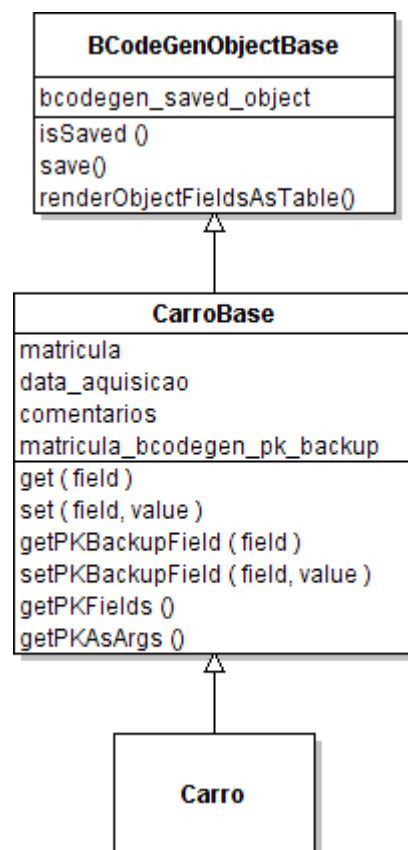 BCodeGenObjectBase
bcodegen_saved_object
isSaved ()
save()
renderObjectFieldsAsTable()
CarroBase
matricula
data_aquisicao
comentarios
matricula_bcodegen_pk_backup
get ( field )
set ( field, value )
getPKBackupField ( field )
setPKBackupField ( field, value )
getPKFields ()
getPKAsArgs ()
Carro